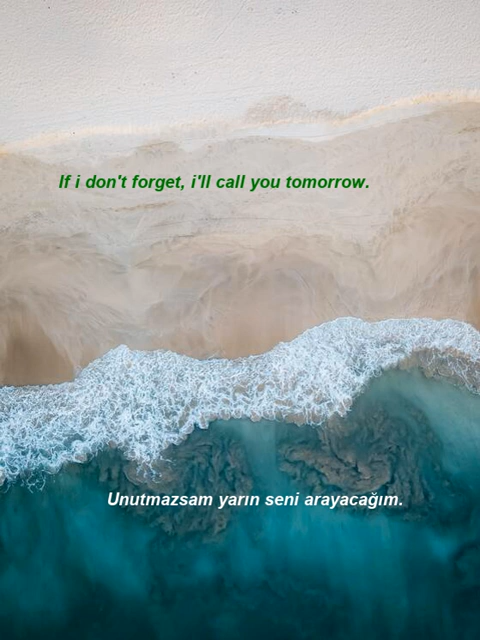 If i don't forget, i'll call you tomorrow.
Unutmazsam yarın seni arayacağım.